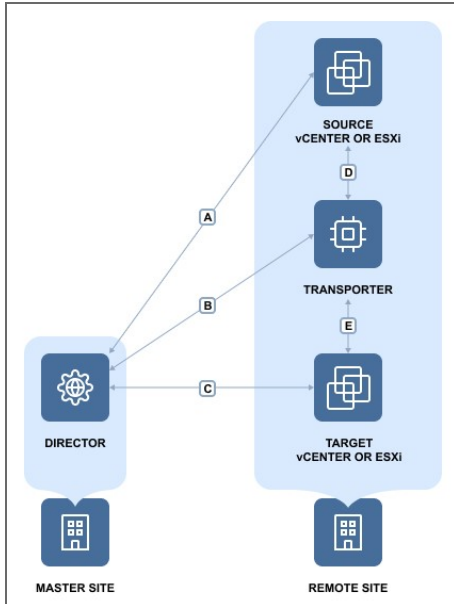 SOURCE
vCENTER OR ESXi
D
A
TRANSPORTER
B
E
C
DIRECTOR
TARGET
vCENTER OR ESXi
MASTER SITE
REMOTE SITE